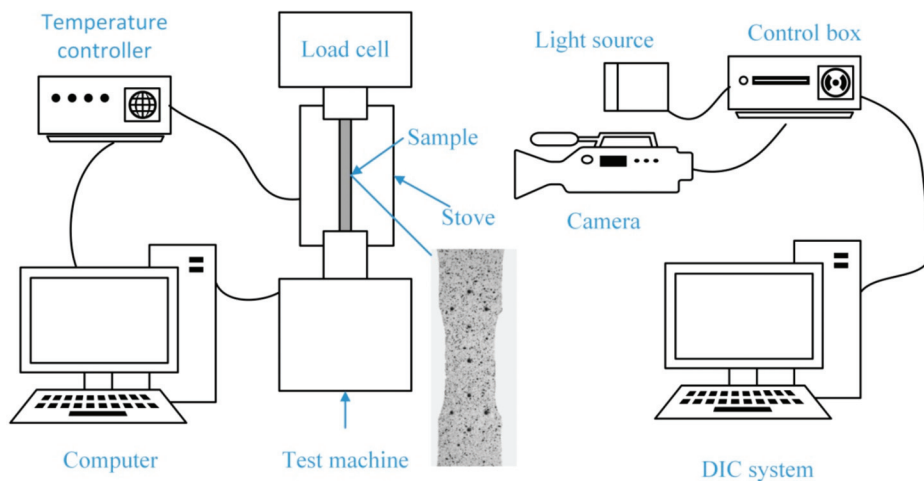 Temperature
controller
Load cell
Light source
Control box
Sample
Stove
Camera
Computer
Test machine
DIC system